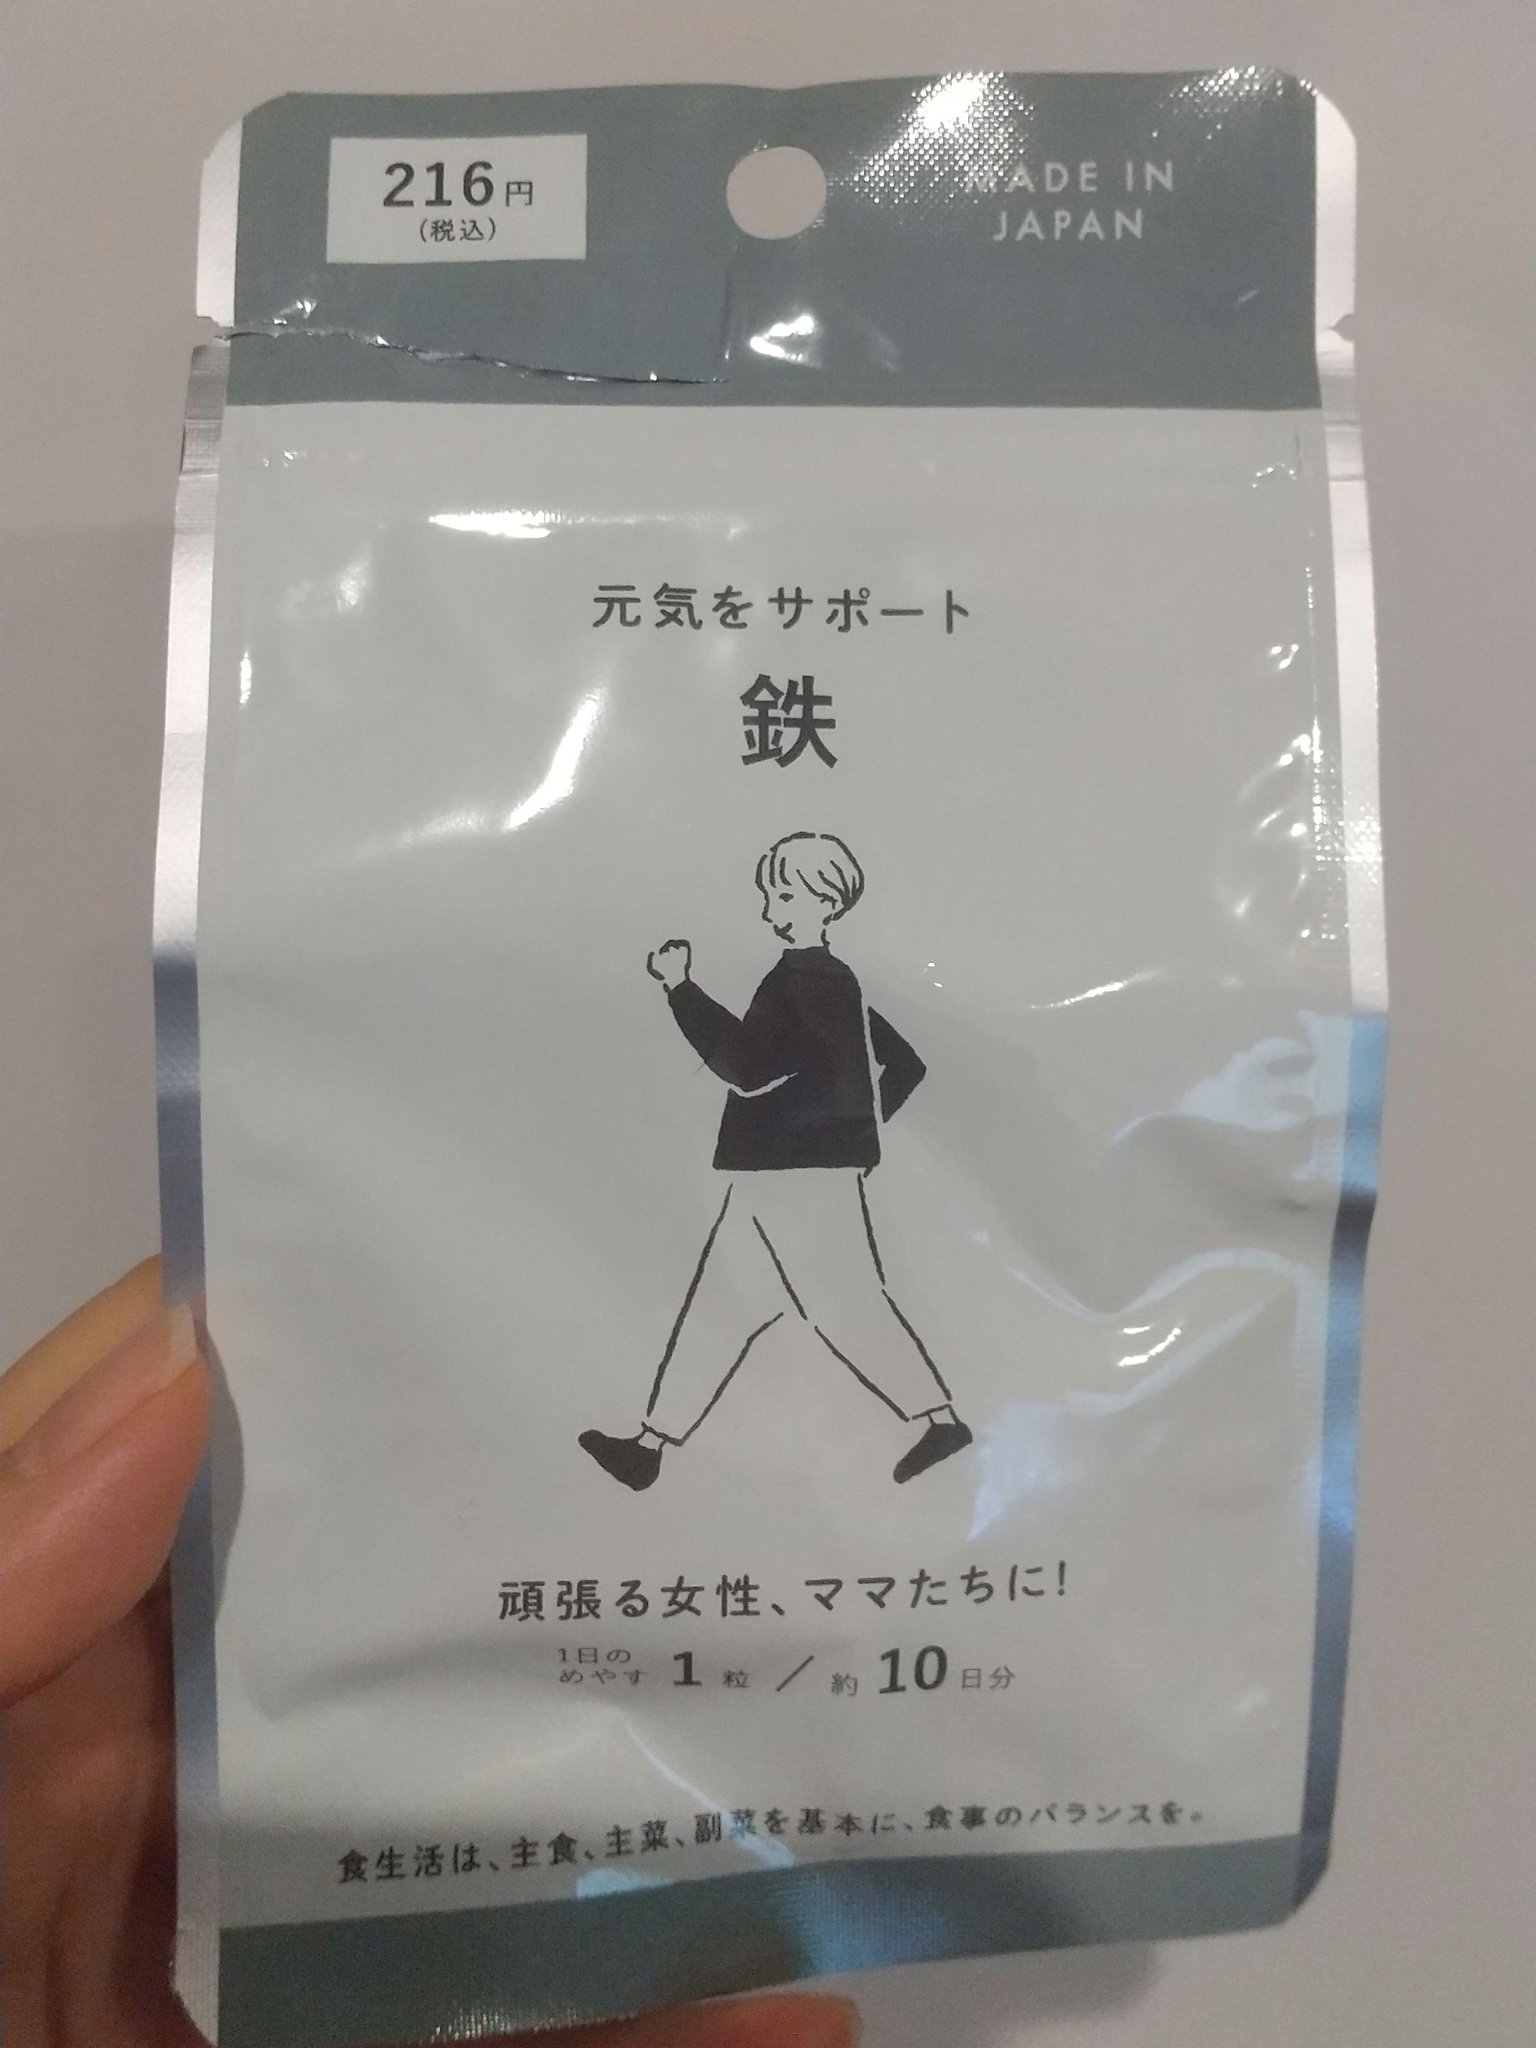 216円
(税込)
MADE IN
JAPAN
元気をサポート
鉄
頑張る女性、ママたちに!
1日の
めやす 1 粒 / 約 10 日分
食生活は、主食、主菜、副菜を基本に、食事のバランスを。